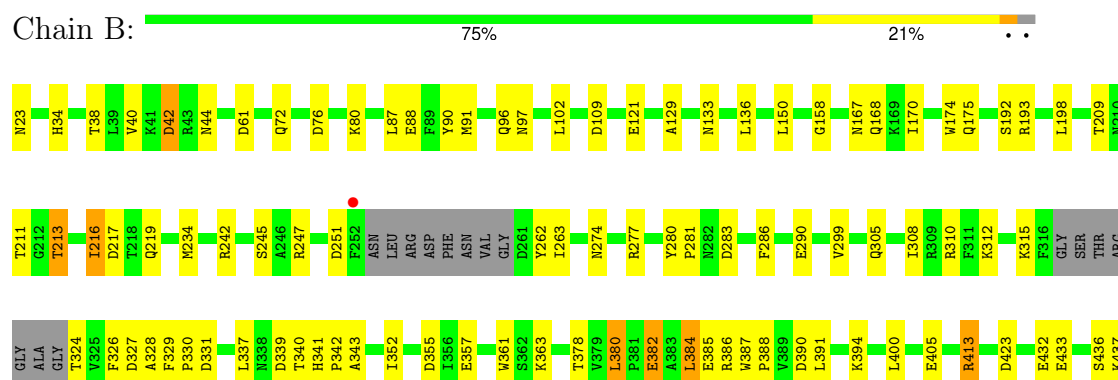 Chain B:
75% 21% • •
N23 H34 T38 L39 V40 K41 D42 R43 N44 D61 Q72 D76 K80 L87 E88 F89 Y90 M91 Q96 N97 L102 D109 E121 A129 N133 L136 L150 G158 N167 Q168 K169 I170 W174 Q175 S192 R193 L198 T209 N210
T211 G212 T213 I216 D217 T218 Q219 M234 R242 S245 A246 R247 D251 F252 ASN LEU ARG ASP PHE ASN VAL GLY D261 Y262 I263 N274 R277 Y280 P281 N282 D283 F286 E290 V299 Q305 I308 R309 R310 F311 K312 K315 F316 GLY SER THR ARG
GLY ALA GLY T324 V325 F326 D327 A328 F329 P330 D331 L337 N338 D339 T340 H341 P342 A343 I352 D355 I356 E357 W361 S362 K363 T378 V379 L380 P381 E382 A383 L384 E385 R386 W387 P388 V389 D390 L391 K394 L400 E405 R413 D423 E432 E433 S436 Y437